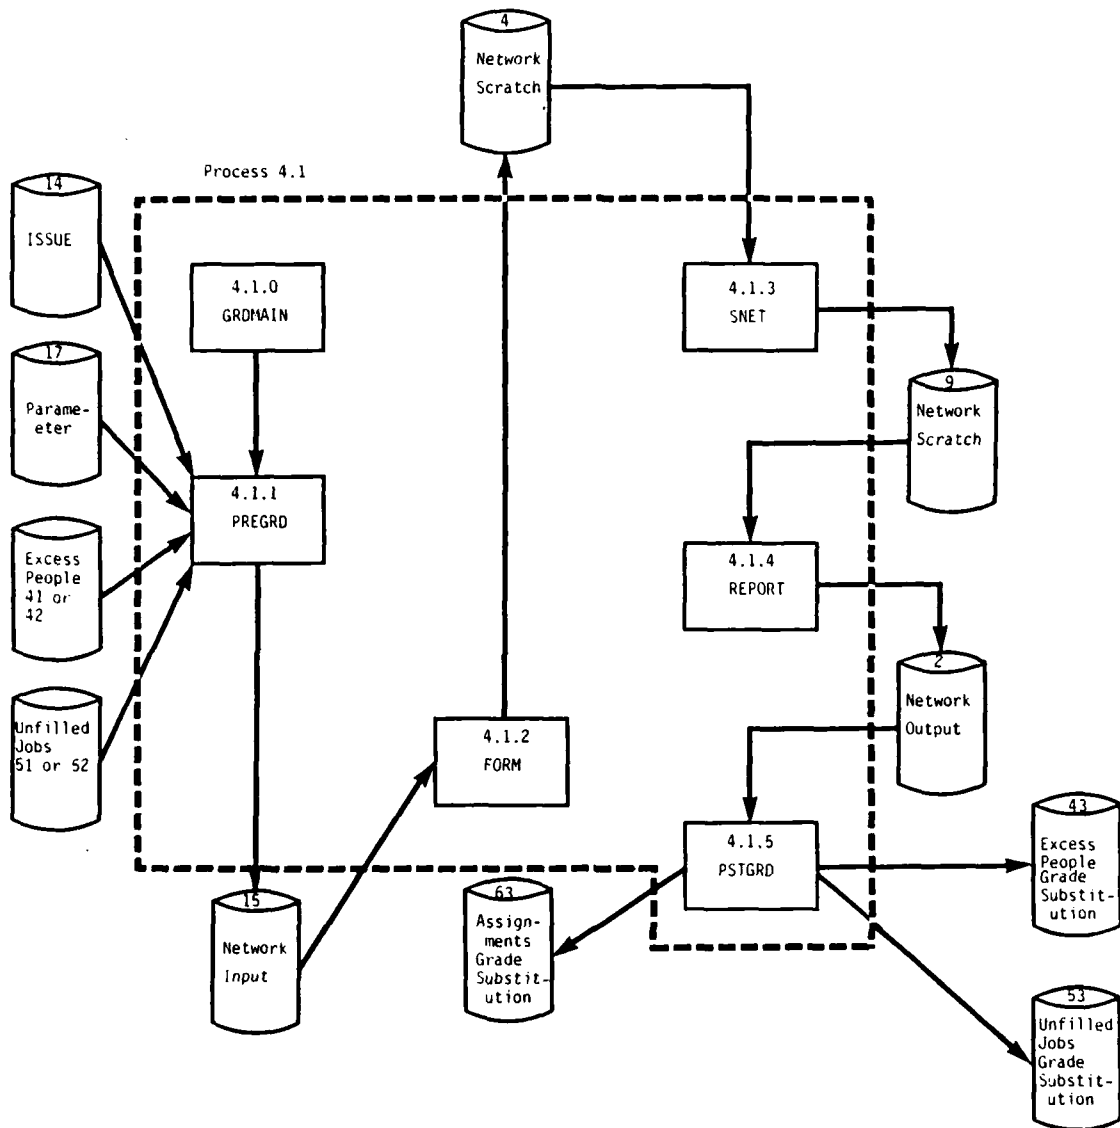 4
Network
Scratch
Process 4.1
14
ISSUE
4.1.0
GRDMAIN
4.1.3
SNET
17
Parame-
eter
9
Network
Scratch
4.1.1
PREGRD
Excess
People
41 or
42
4.1.4
REPORT
2
Network
Output
Unfilled
Jobs
51 or 52
4.1.2
FORM
43
Excess
People
Grade
Substit-
ution
4.1.5
PSTGRD
15
Network
Input
63
Assign-
ments
Grade
Substit-
ution
53
Unfilled
Jobs
Grade
Substit-
ution